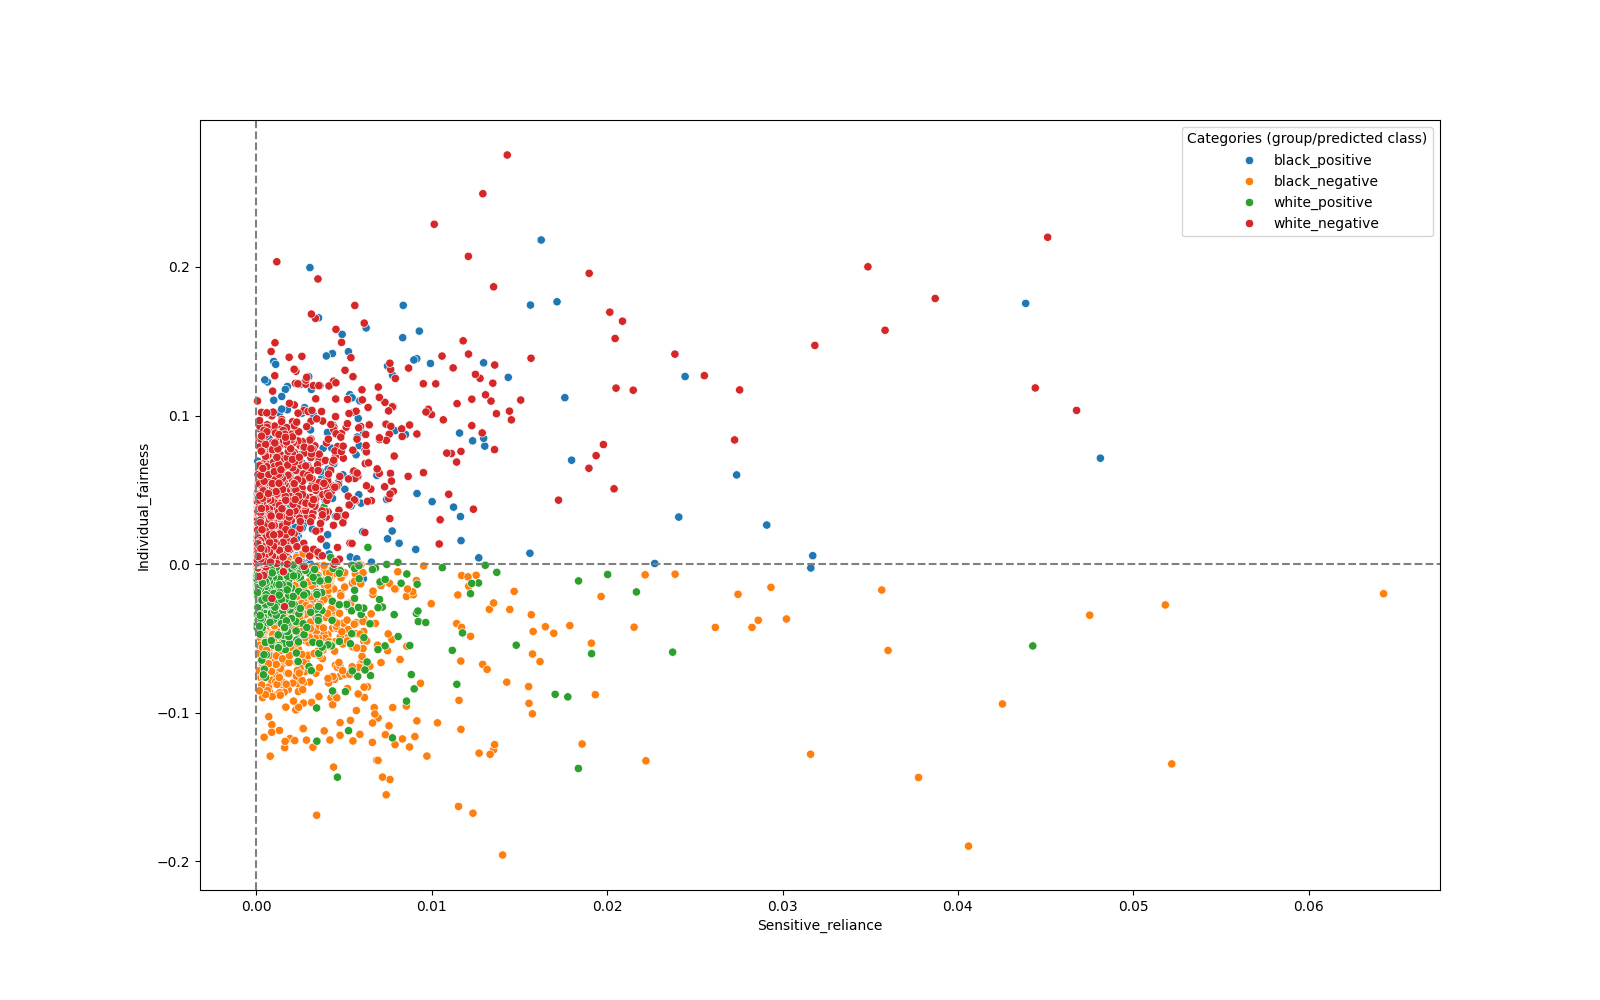 Categories (group/predicted class)
black_positive
black_negative
white_positive
white_negative
0.2
0.1
0.0
−0.1
−0.2
Individual_fairness
0.00 0.01 0.02 0.03 0.04 0.05 0.06
Sensitive_reliance